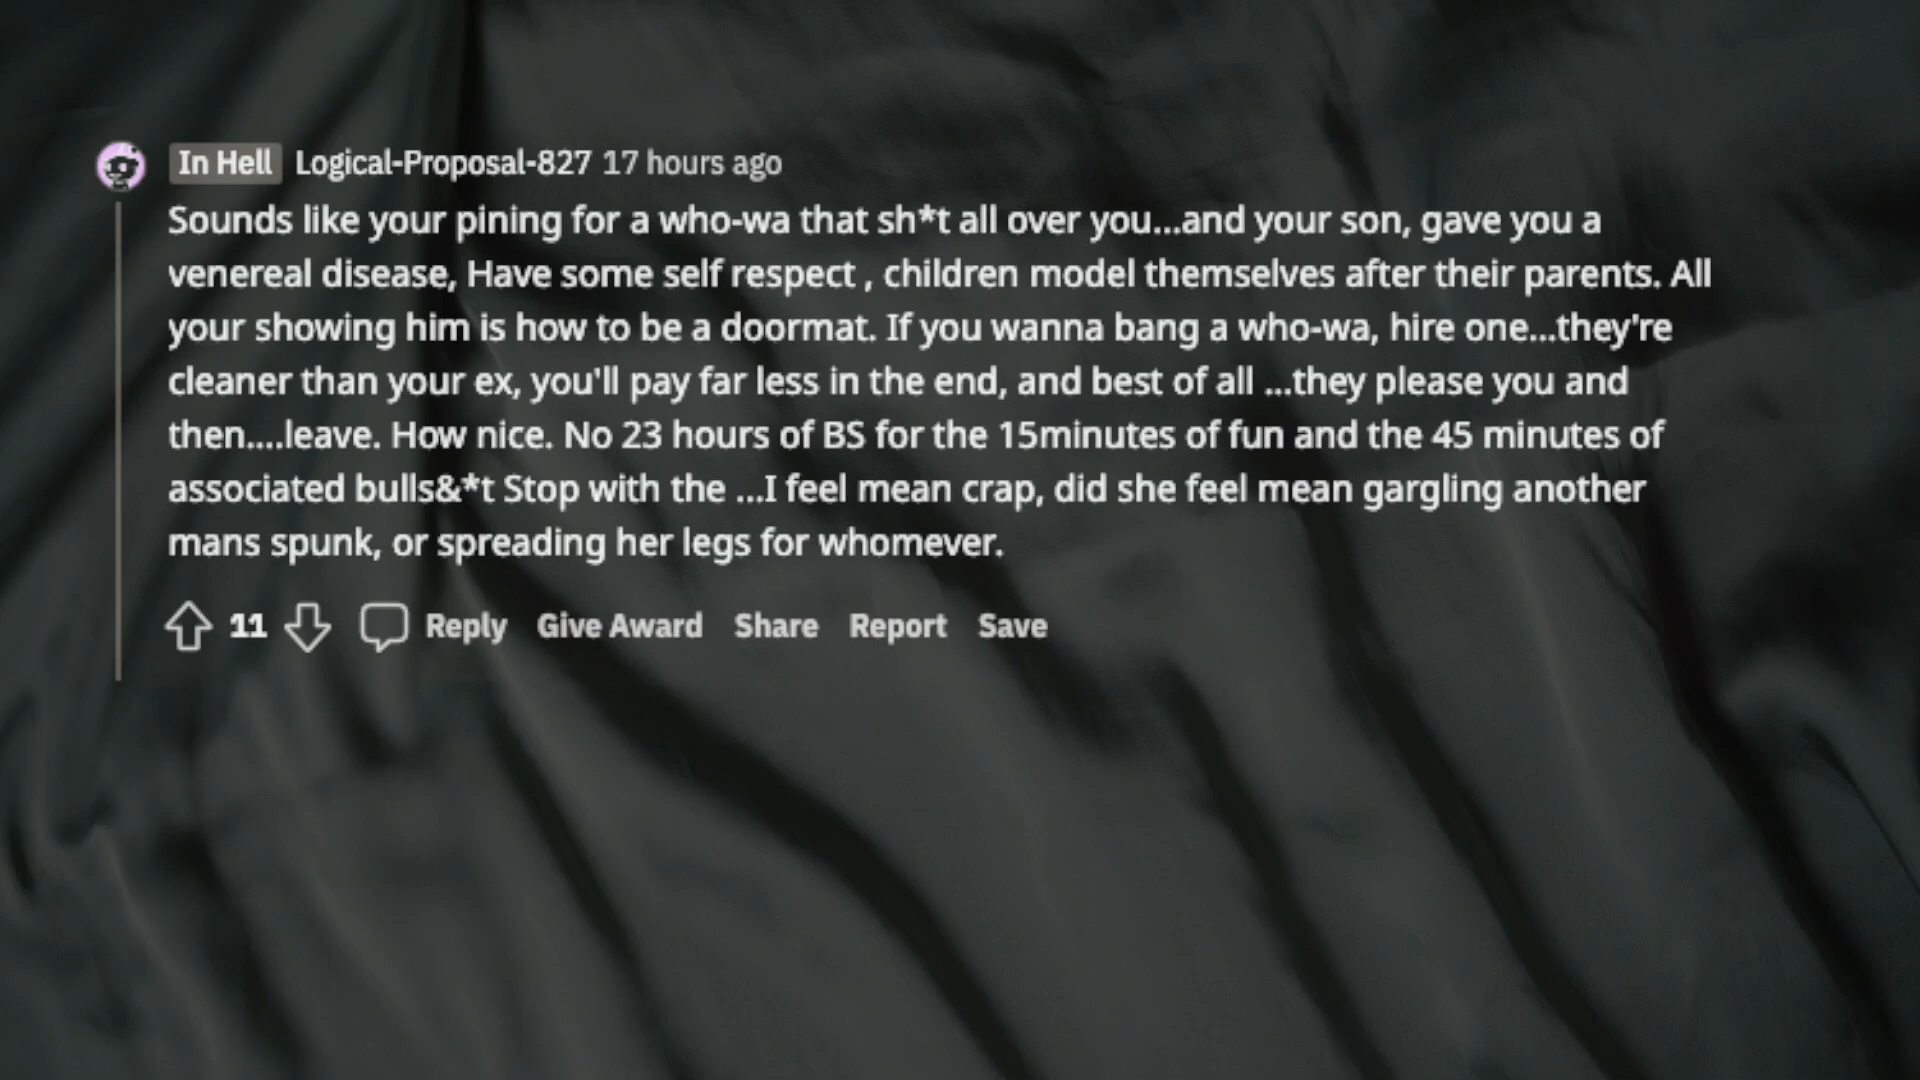 In Hell Logical-Proposal-827 17 hours ago
Sounds like your pining for a who-wa that sh*t all over you...and your son, gave you a
venereal disease, Have some self respect , children model themselves after their parents. All
your showing him is how to be a doormat. If you wanna bang a who-wa, hire one...they're
cleaner than your ex, you'll pay far less in the end, and best of all ...they please you and
then....leave. How nice. No 23 hours of BS for the 15minutes of fun and the 45 minutes of
associated bulls&*t Stop with the ...I feel mean crap, did she feel mean gargling another
mans spunk, or spreading her legs for whomever.
11 Reply Give Award Share Report Save